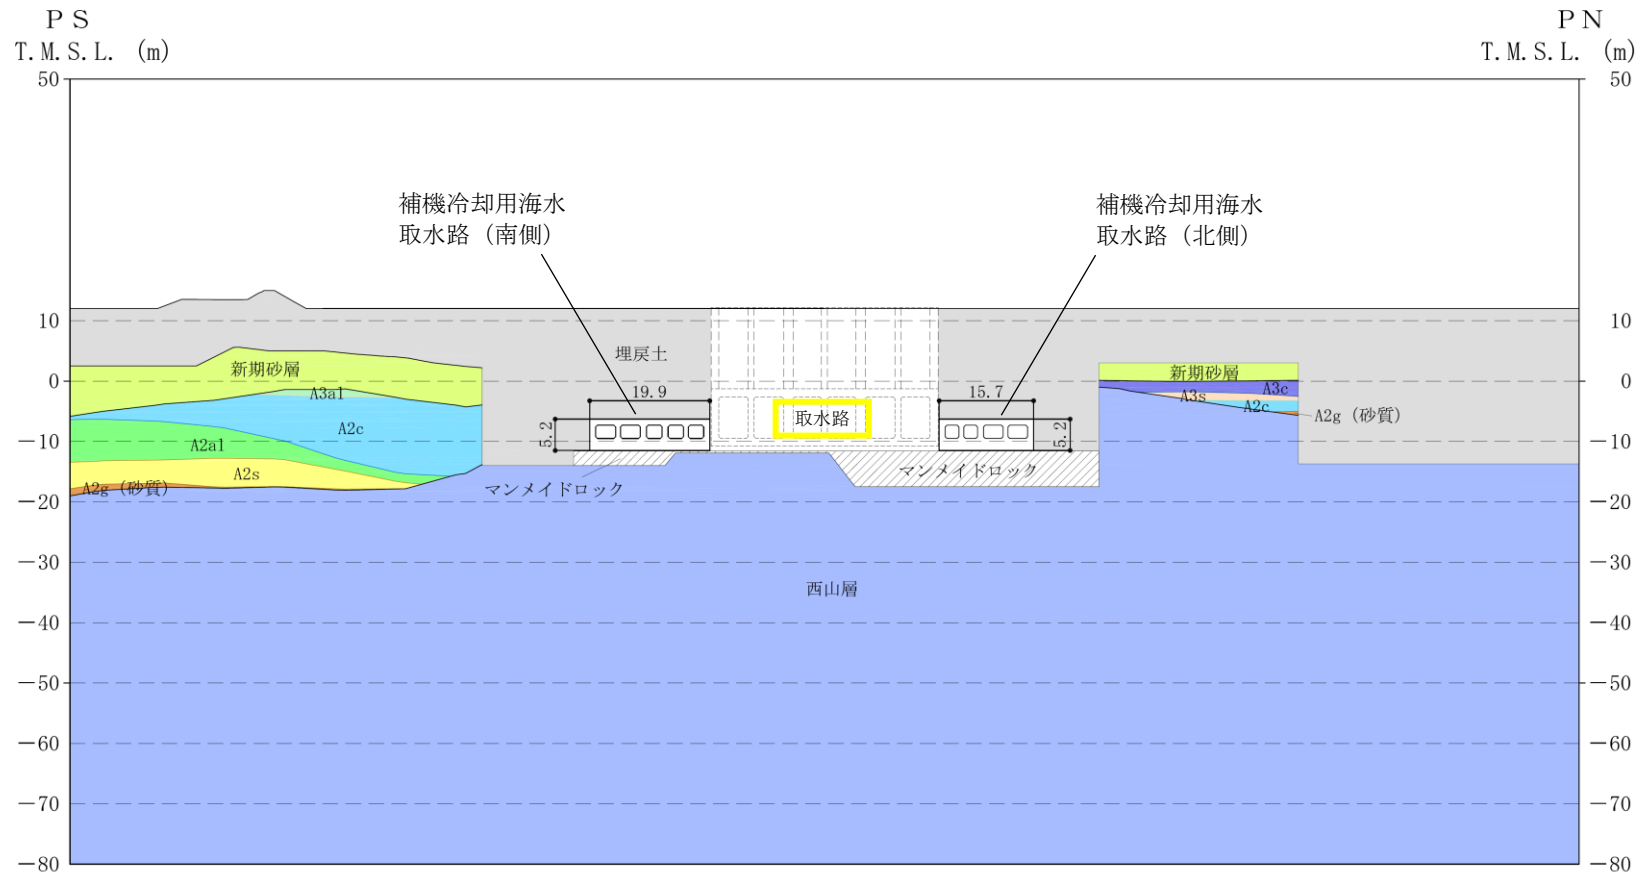 PS
T.M.S.L. (m)
PN
T.M.S.L. (m)
50
50
補機冷却用海水
取水路（南側）
補機冷却用海水
取水路（北側）
10
10
埋戻土
新期砂層
新期砂層
0
0
A3al
19.9
15.7
A3c
A3s
A2c
A2g（砂質）
取水路
A2c
5.2
5.2
A2al
-10
-10
A2s
マンメイドロック
マンメイドロック
A2g（砂質）
-20
-20
-30
-30
西山層
-40
-40
-50
-50
-60
-60
-70
-70
-80
-80